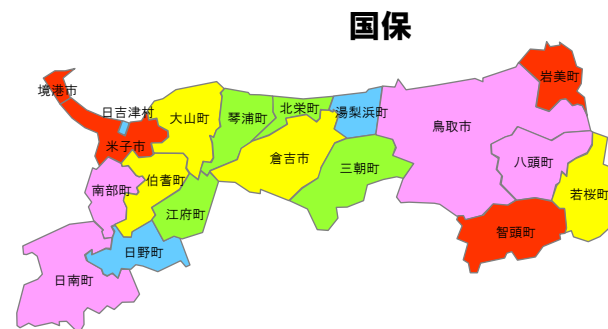 国保
境港市
日吉津村
米子市
大山町
琴浦町
北栄町
湯梨浜町
鳥取市
岩美町
八頭町
若桜町
智頭町
三朝町
倉吉市
伯耆町
南部町
江府町
日野町
日南町